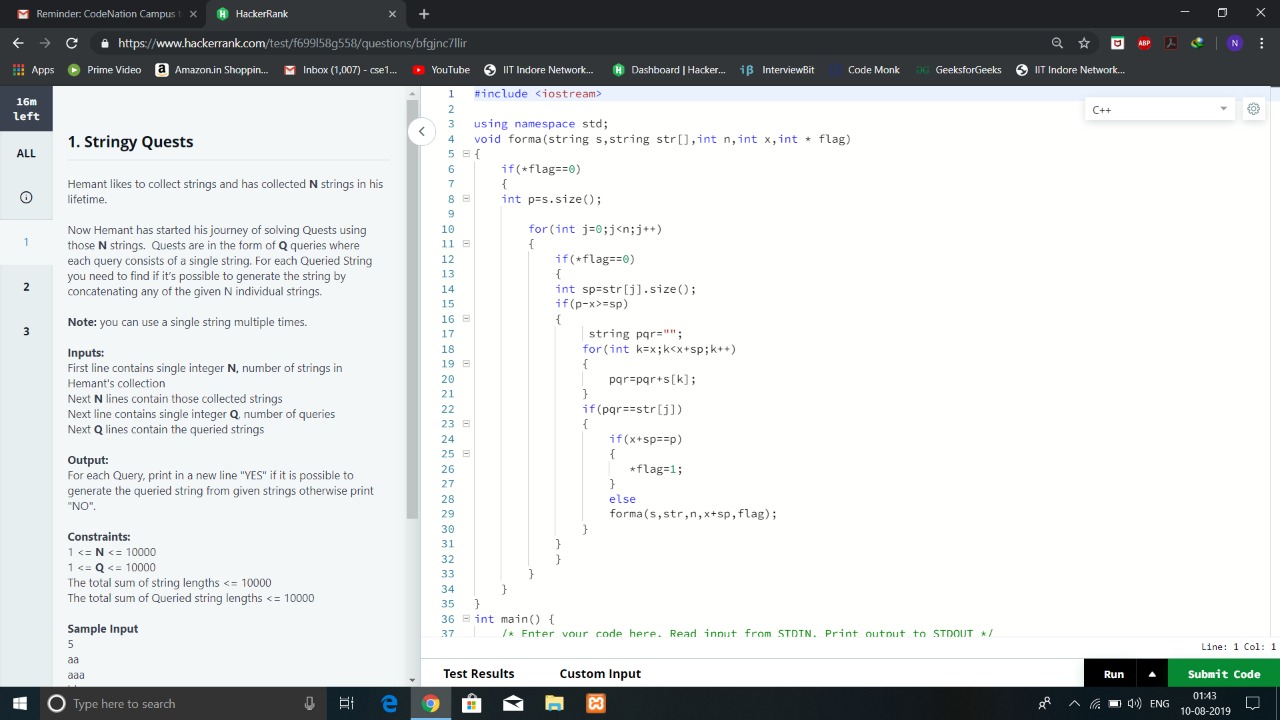 Reminder: CodeNation Campus t
HackerRank
https://www.hackerrank.com/test/f699l58g558/questions/bfgjnc7llir
ABP
N
Apps
Prime Video
Amazon.in Shoppin...
Inbox (1,007) - cse1...
YouTube
IIT Indore Network...
Dashboard | Hacker...
InterviewBit
Code Monk
GeeksforGeeks
IIT Indore Network...
16m
left
ALL
1
2
3
1. Stringy Quests
Hemant likes to collect strings and has collected N strings in his
lifetime.
Now Hemant has started his journey of solving Quests using
those N strings.  Quests are in the form of Q queries where
each query consists of a single string. For each Queried String
you need to find if it's possible to generate the string by
concatenating any of the given N individual strings.
Note: you can use a single string multiple times.
Inputs:
First line contains single integer N, number of strings in
Hemant's collection
Next N lines contain those collected strings
Next line contains single integer Q, number of queries
Next Q lines contain the queried strings
Output:
For each Query, print in a new line "YES" if it is possible to
generate the queried string from given strings otherwise print
"NO".
Constraints:
1 <= N <= 10000
1 <= Q <= 10000
The total sum of string lengths <= 10000
The total sum of Queried string lengths <= 10000
Sample Input
5
aa
aaa
C++
1 #include <iostream>
2
3 using namespace std;
4 void forma(string s,string str[],int n,int x,int * flag)
5 {
6 if(*flag==0)
7 {
8 int p=s.size();
9
10 for(int j=0;j<n;j++)
11 {
12 if(*flag==0)
13 {
14 int sp=str[j].size();
15 if(p-x>=sp)
16 {
17 string pqr="";
18 for(int k=x;k<x+sp;k++)
19 {
20 pqr=pqr+s[k];
21 }
22 if(pqr==str[j])
23 {
24 if(x+sp==p)
25 {
26 *flag=1;
27 }
28 else
29 forma(s,str,n,x+sp,flag);
30 }
31 }
32 }
33 }
34 }
35 }
36 int main() {
37 /* Enter your code here. Read input from STDIN. Print output to STDOUT */
Line: 1 Col: 1
Test Results
Custom Input
Run
Submit Code
Type here to search
ENG
01:43
10-08-2019